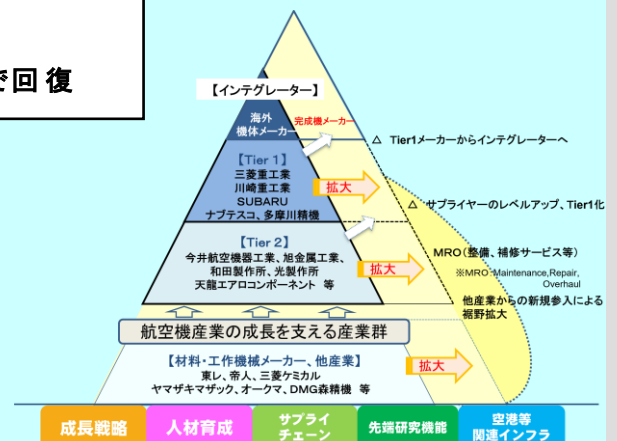 回復
【インテグレーター】
海外
機体メーカー
完成機メーカー
△ Tier1メーカーからインテグレーターへ
【Tier 1】
三菱重工業
川崎重工業
SUBARU
ナブテスコ、多摩川精機
拡大
△ サプライヤーのレベルアップ、Tier1化
【Tier 2】
今井航空機器工業、旭金属工業、
和田製作所、光製作所
天龍エアロコンポーネント 等
拡大
MRO（整備、補修サービス等）
※MRO:Maintenance,Repair,
Overhaul
他産業からの新規参入による
裾野拡大
航空機産業の成長を支える産業群
【材料・工作機械メーカー、他産業】
東レ、帝人、三菱ケミカル
ヤマザキマザック、オークマ、DMG森精機 等
拡大
成長戦略
人材育成
サプライ
チェーン
先端研究機能
空港等
関連インフラ